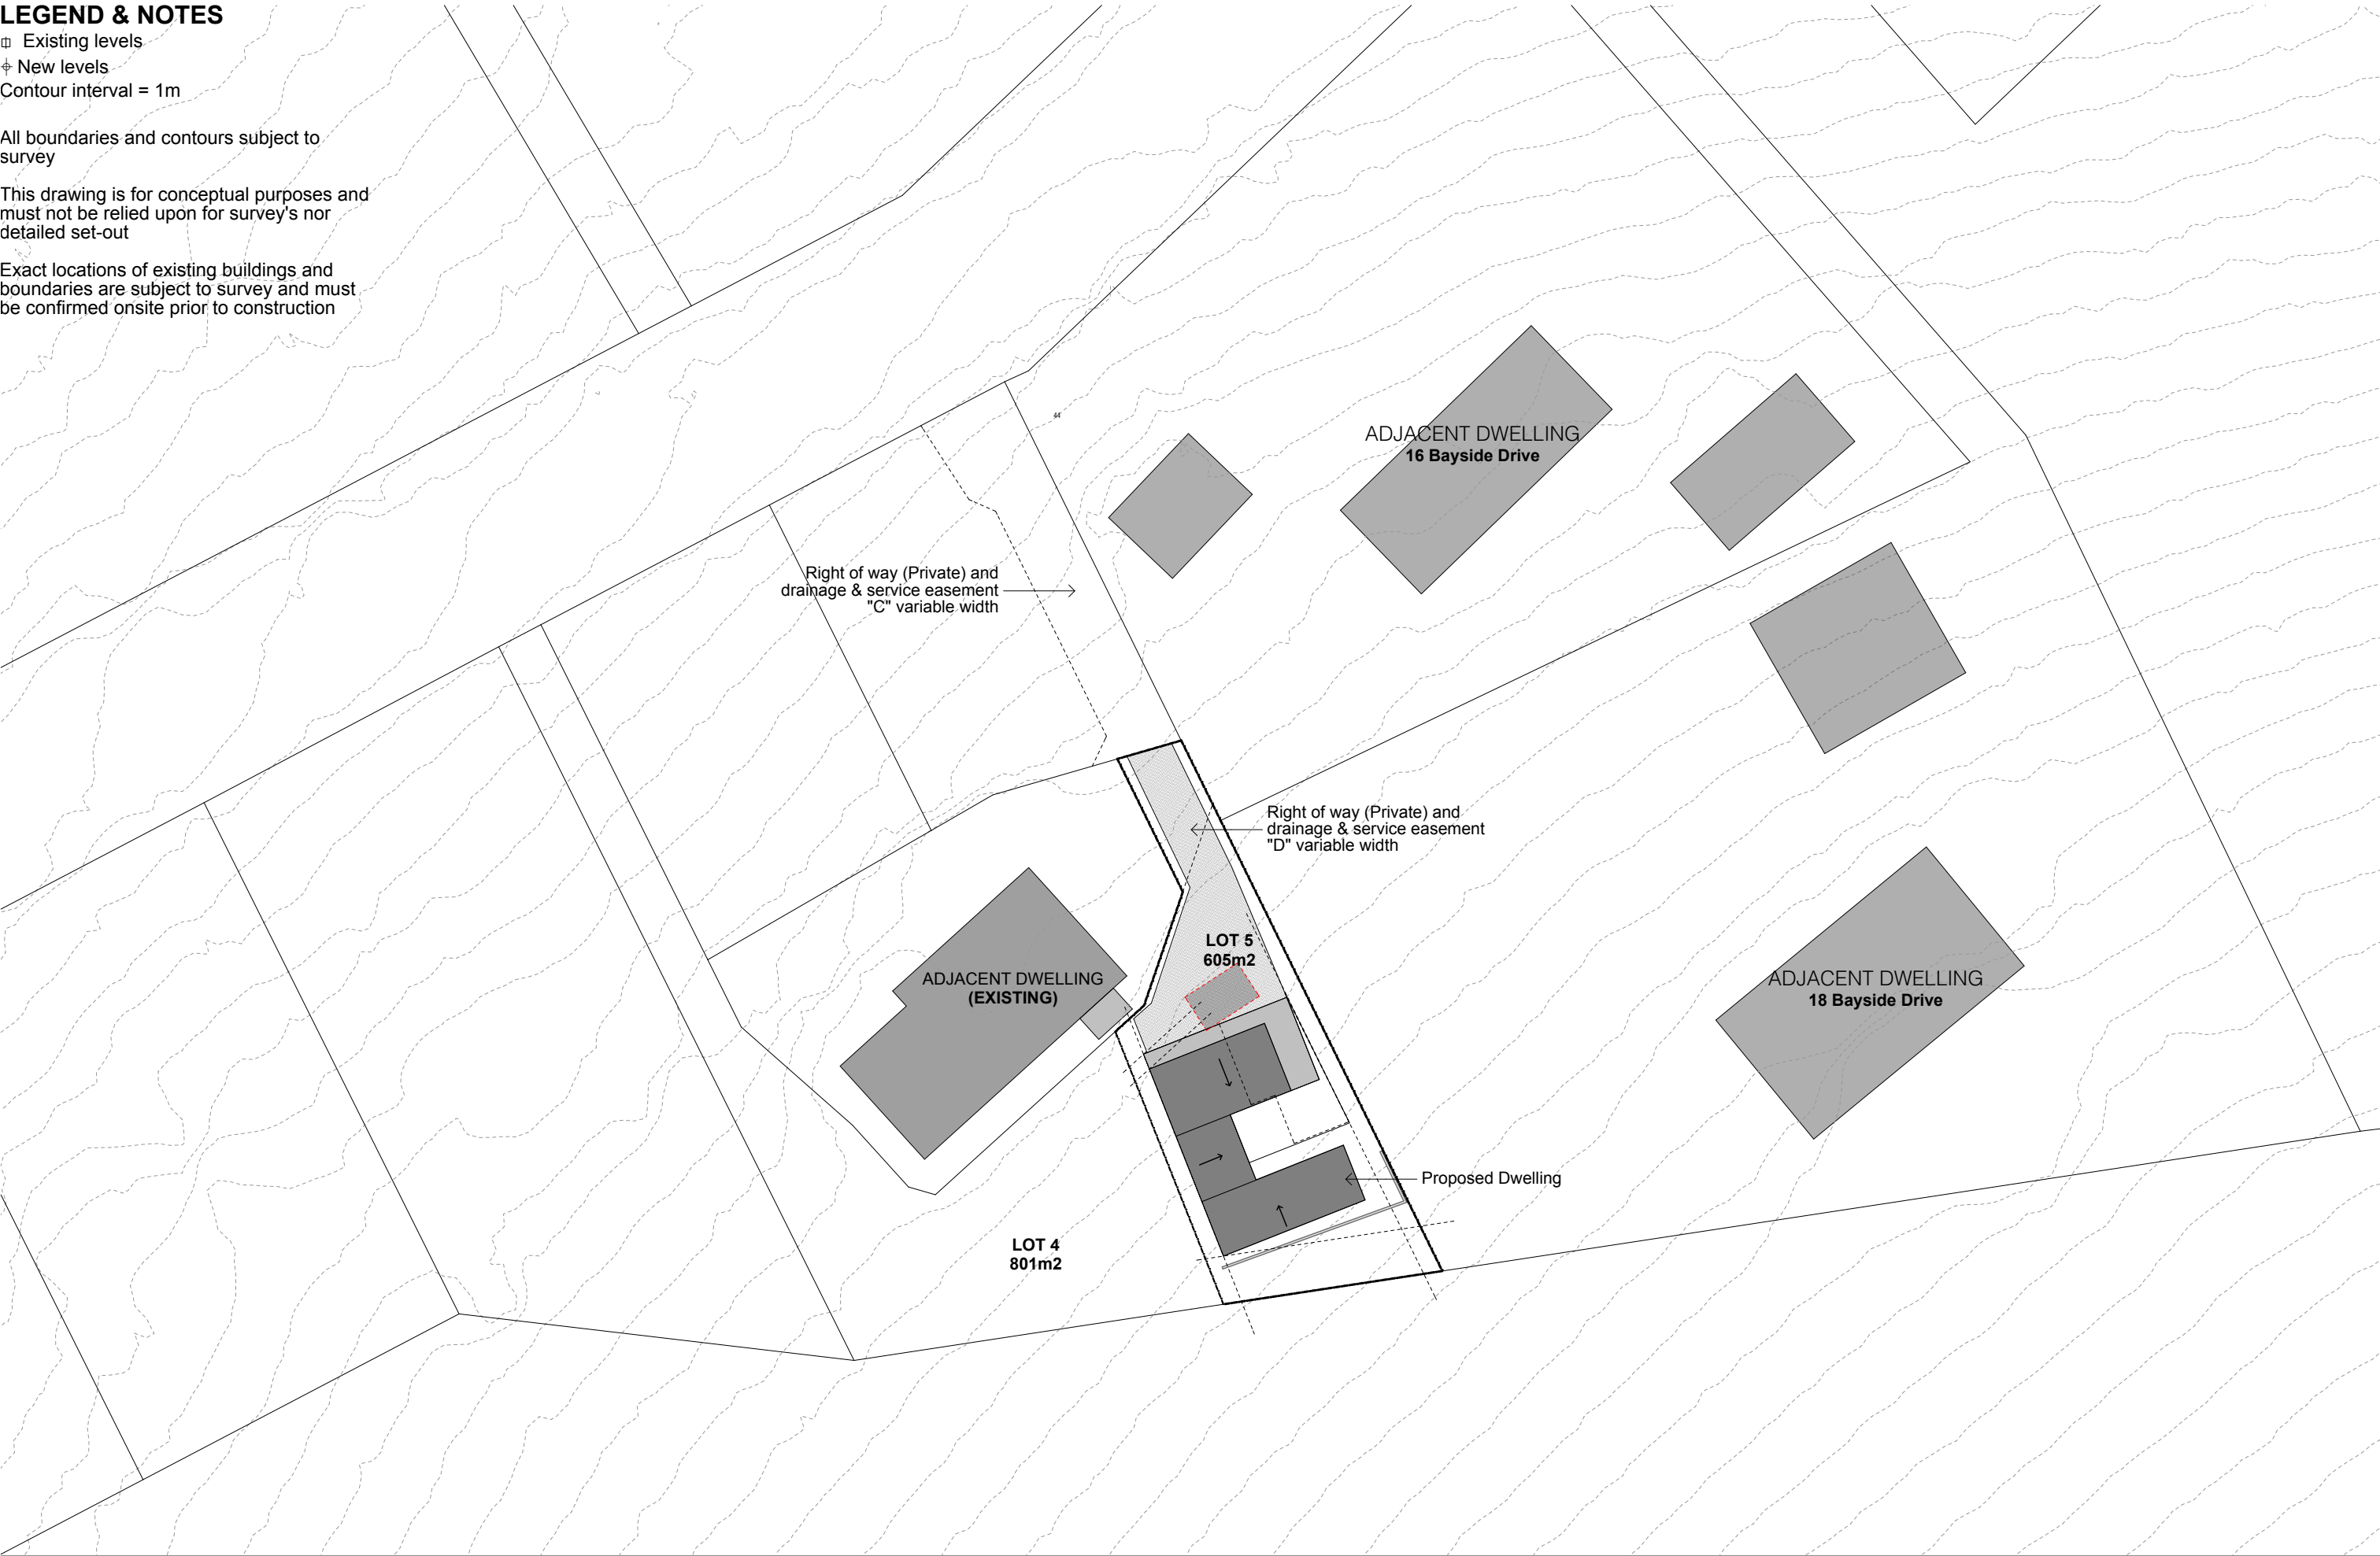 LEGEND & NOTES
Existing levels
New levels
Contour interval = 1m
All boundaries and contours subject to
survey
This drawing is for conceptual purposes and
must not be relied upon for survey's nor
detailed set-out
Exact locations of existing buildings and
boundaries are subject to survey and must
be confirmed onsite prior to construction
44
ADJACENT DWELLING
16 Bayside Drive
Right of way (Private) and
drainage & service easement
"C" variable width
Right of way (Private) and
drainage & service easement
"D" variable width
LOT 5
605m2
ADJACENT DWELLING
(EXISTING)
ADJACENT DWELLING
18 Bayside Drive
Proposed Dwelling
LOT 4
801m2